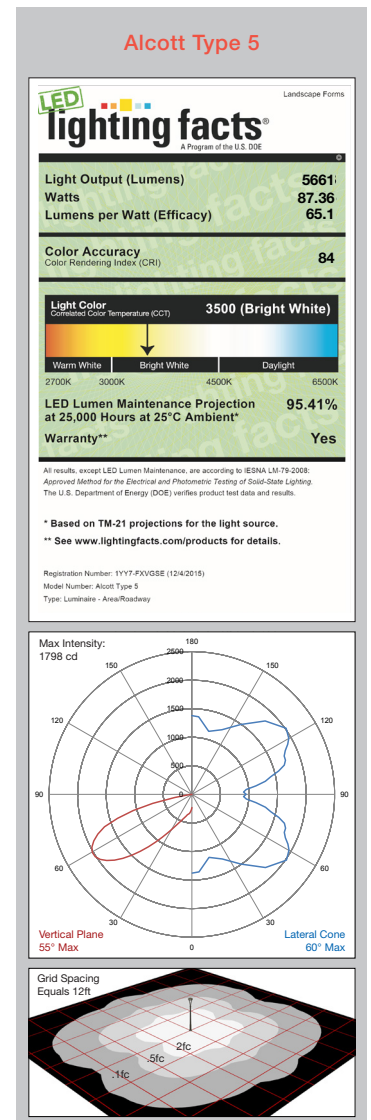 Alcott Type 5
Landscape Forms
LED
lighting facts®
A Program of the U.S. DOE
Light Output (Lumens) 5661
Watts 87.36
Lumens per Watt (Efficacy) 65.1
Color Accuracy
Color Rendering Index (CRI) 84
Light Color
Correlated Color Temperature (CCT) 3500 (Bright White)
Warm White Bright White Daylight
2700K 3000K 4500K 6500K
LED Lumen Maintenance Projection
at 25,000 Hours at 25°C Ambient* 95.41%
Warranty** Yes
All results, except LED Lumen Maintenance, are according to IESNA LM-79-2008:
Approved Method for the Electrical and Photometric Testing of Solid-State Lighting.
The U.S. Department of Energy (DOE) verifies product test data and results.
* Based on TM-21 projections for the light source.
** See www.lightingfacts.com/products for details.
Registration Number: 1YY7-FXVGSE (12/4/2015)
Model Number: Alcott Type 5
Type: Luminaire - Area/Roadway
Max Intensity:
1798 cd
180
2500
150 150
2000
1500
120 120
1000
500
90 0 90
60 60
30 30
0
Vertical Plane
55° Max
Lateral Cone
60° Max
Grid Spacing
Equals 12ft
2fc
.5fc
.1fc